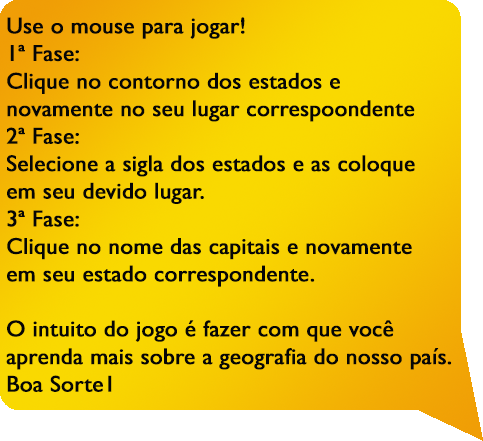 Use o mouse para jogar!
1ª Fase:
Clique no contorno dos estados e
novamente no seu lugar correspoondente
2ª Fase:
Selecione a sigla dos estados e as coloque
em seu devido lugar.
3ª Fase:
Clique no nome das capitais e novamente
em seu estado correspondente.
O intuito do jogo é fazer com que você
aprenda mais sobre a geografia do nosso país.
Boa Sorte1